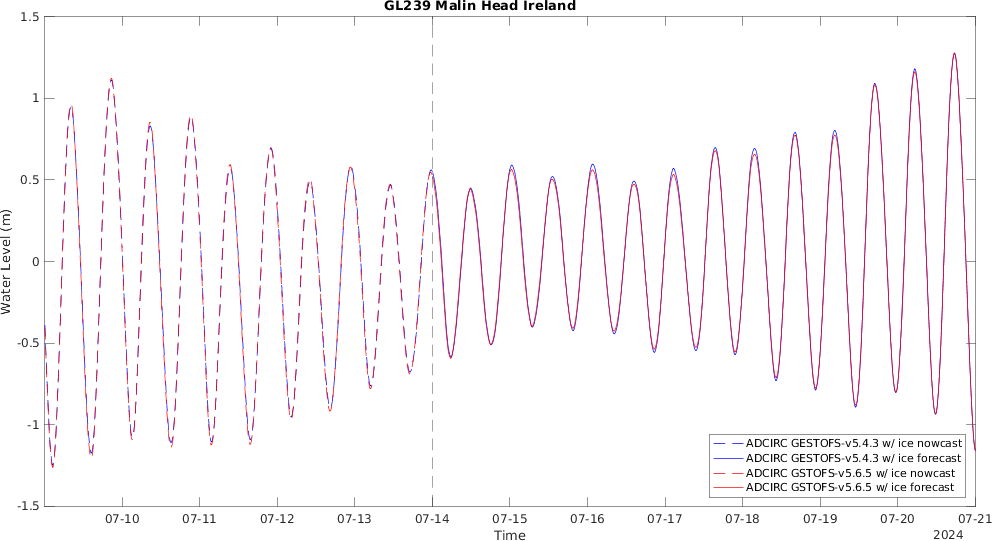 GL239 Malin Head Ireland
1.5
1
0.5
0
-0.5
-1
-1.5
Water Level (m)
07-10 07-11 07-12 07-13 07-14 07-15 07-16 07-17 07-18 07-19 07-20 07-21
Time
2024
ADCIRC GESTOFS-v5.4.3 w/ ice nowcast
ADCIRC GESTOFS-v5.4.3 w/ ice forecast
ADCIRC GSTOFS-v5.6.5 w/ ice nowcast
ADCIRC GSTOFS-v5.6.5 w/ ice forecast